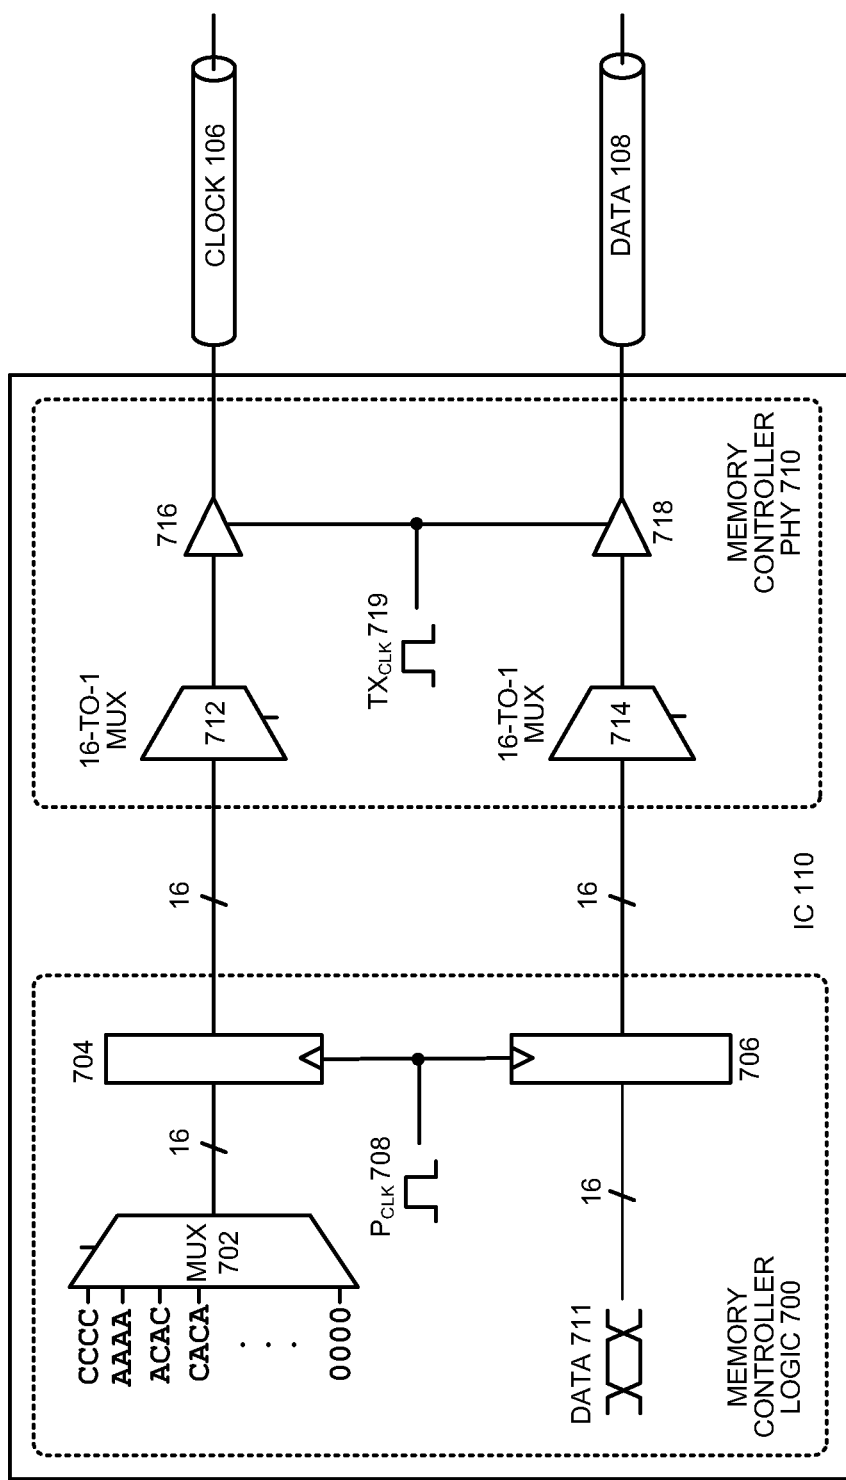 CCCC
AAAA
ACAC
CACA
. . .
0000
MUX
702
16
704
16
16-TO-1
MUX
712
716
CLOCK 106
PCLK 708
TXCLK 719
DATA 711
16
706
16
16-TO-1
MUX
714
718
DATA 108
MEMORY
CONTROLLER
LOGIC 700
IC 110
MEMORY
CONTROLLER
PHY 710